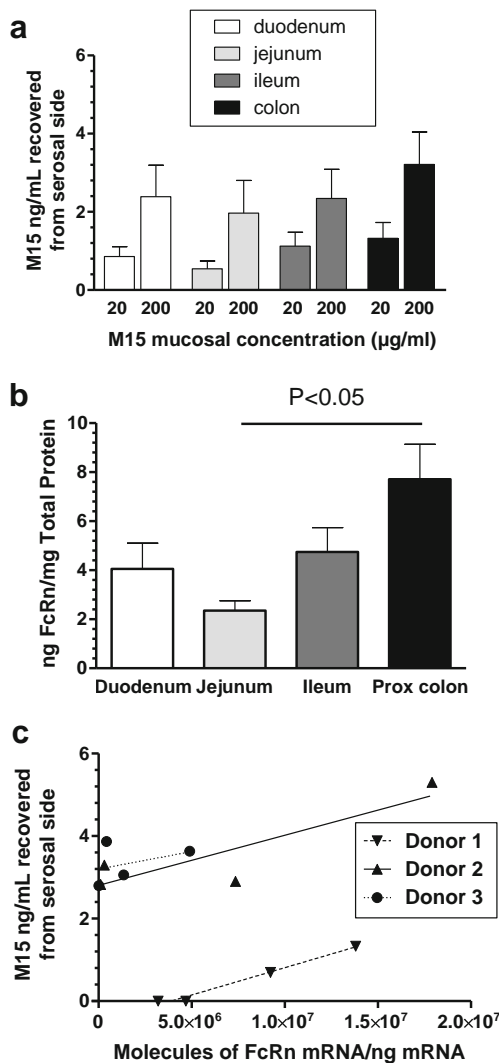 a
duodenum
jejunum
ileum
colon
M15 ng/mL recovered
from serosal side
6
4
2
0
20 200 20 200 20 200 20 200
M15 mucosal concentration (µg/ml)
b
P<0.05
ng FcRn/mg Total Protein
10
8
6
4
2
0
Duodenum Jejunum Ileum Prox colon
c
M15 ng/mL recovered
from serosal side
6
4
2
0
Donor 1
Donor 2
Donor 3
0 5.0×10⁶ 1.0×10⁷ 1.5×10⁷ 2.0×10⁷
Molecules of FcRn mRNA/ng mRNA